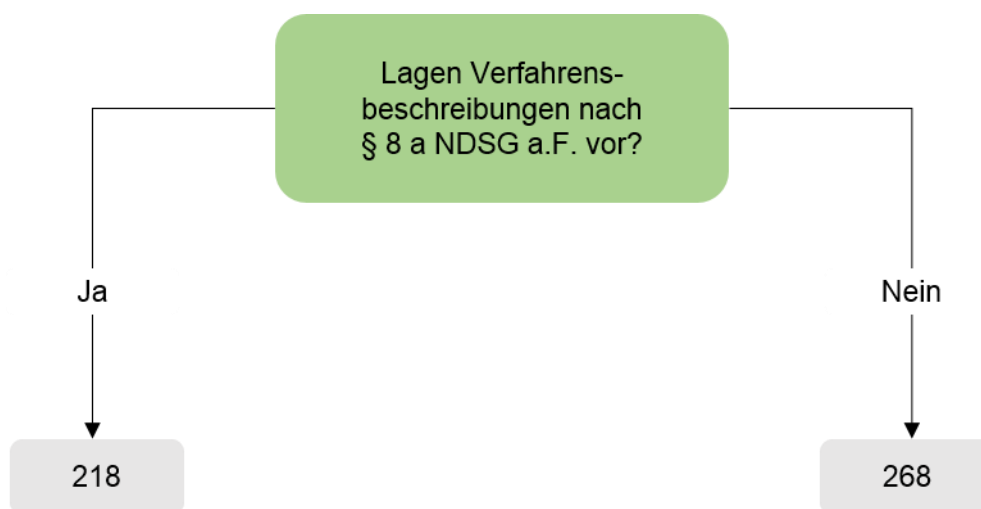 Lagen Verfahrens-
beschreibungen nach
§ 8 a NDSG a.F. vor?
Ja
Nein
218
268